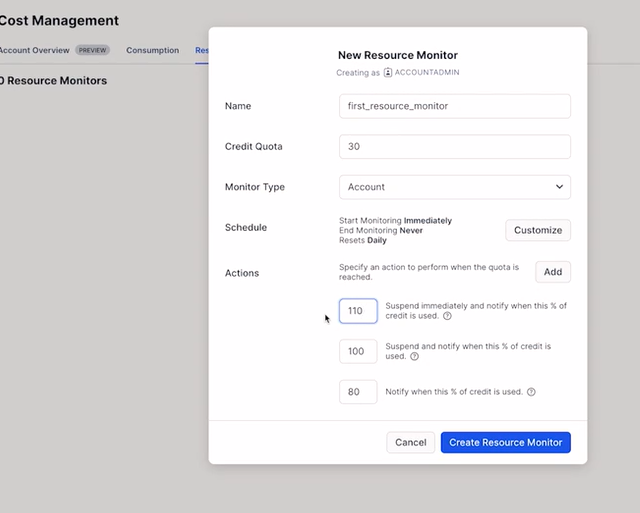 Cost Management
Account Overview PREVIEW Consumption Res
0 Resource Monitors
New Resource Monitor
Creating as ACCOUNTADMIN
Name first_resource_monitor
Credit Quota 30
Monitor Type Account
Schedule
Start Monitoring Immediately
End Monitoring Never
Resets Daily
Customize
Actions
Specify an action to perform when the quota is
reached.
Add
110
Suspend immediately and notify when this % of
credit is used.
100
Suspend and notify when this % of credit is
used.
80
Notify when this % of credit is used.
Cancel Create Resource Monitor